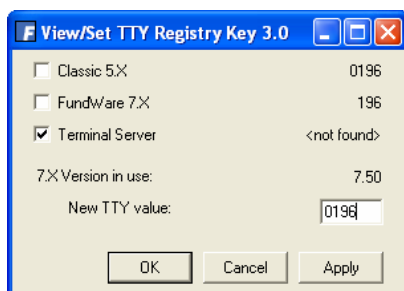 F View/Set TTY Registry Key 3.0
Classic 5.X 0196
FundWare 7.X 196
Terminal Server <not found>
7.X Version in use: 7.50
New TTY value: 0196
OK Cancel Apply